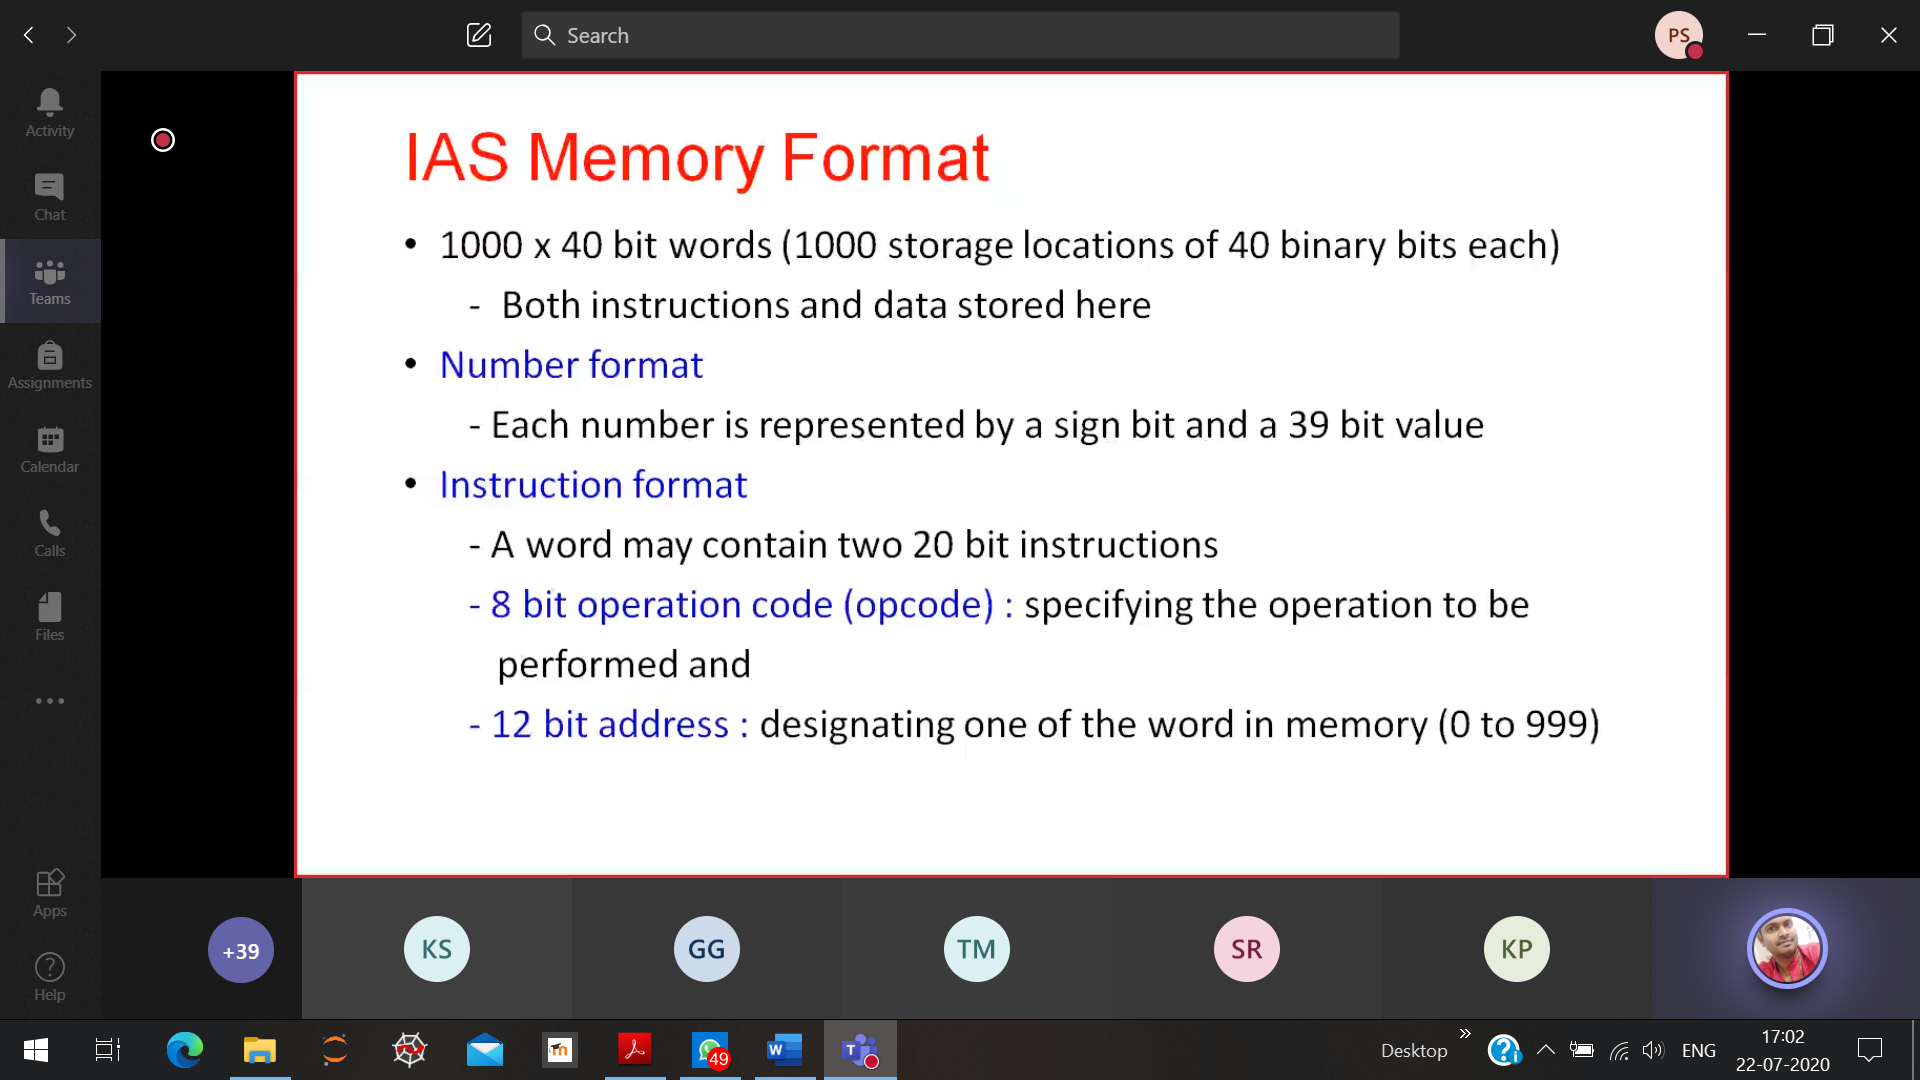 Search
PS
Activity
Chat
Teams
Assignments
Calendar
Calls
Files
Apps
Help
IAS Memory Format
• 1000 x 40 bit words (1000 storage locations of 40 binary bits each)
- Both instructions and data stored here
• Number format
- Each number is represented by a sign bit and a 39 bit value
• Instruction format
- A word may contain two 20 bit instructions
- 8 bit operation code (opcode) : specifying the operation to be
performed and
- 12 bit address : designating one of the word in memory (0 to 999)
+39
KS
GG
TM
SR
KP
m
49
W
T
Desktop
ENG
17:02
22-07-2020